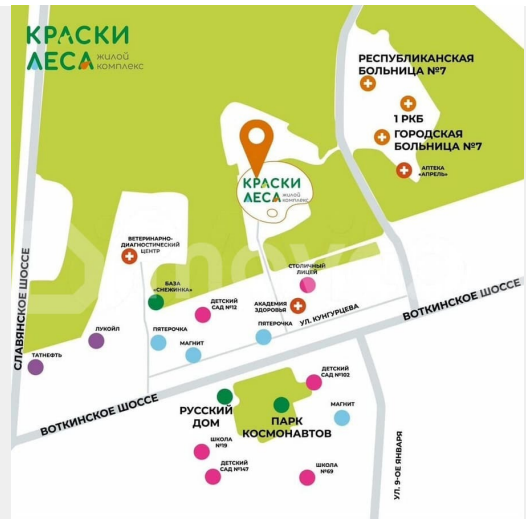 КРАСКИ
ЛЕСА жилой
комплекс
РЕСПУБЛИКАНСКАЯ
БОЛЬНИЦА №7
1 РКБ
ГОРОДСКАЯ
БОЛЬНИЦА №7
АПТЕКА
«АПРЕЛЬ»
КРАСКИ
ЛЕСА жилой
комплекс
ВЕТЕРИНАРНО-
ДИАГНОСТИЧЕСКИЙ
ЦЕНТР
СТОЛИЧНЫЙ
ЛИЦЕЙ
БАЗА
«СНЕЖИНКА»
ДЕТСКИЙ
САД №12
АКАДЕМИЯ
ЗДОРОВЬЯ
УЛ. КУНГУРЦЕВА
ВОТКИНСКОЕ ШОССЕ
СЛАВЯНСКОЕ ШОССЕ
ЛУКОЙЛ
ПЯТЕРОЧКА
ПЯТЕРОЧКА
МАГНИТ
ТАТНЕФТЬ
ВОТКИНСКОЕ ШОССЕ
ДЕТСКИЙ
САД №102
РУССКИЙ
ДОМ
ПАРК
КОСМОНАВТОВ
МАГНИТ
ШКОЛА
№19
ДЕТСКИЙ
САД №147
ШКОЛА
№69
УЛ. 9-ОЕ ЯНВАРЯ